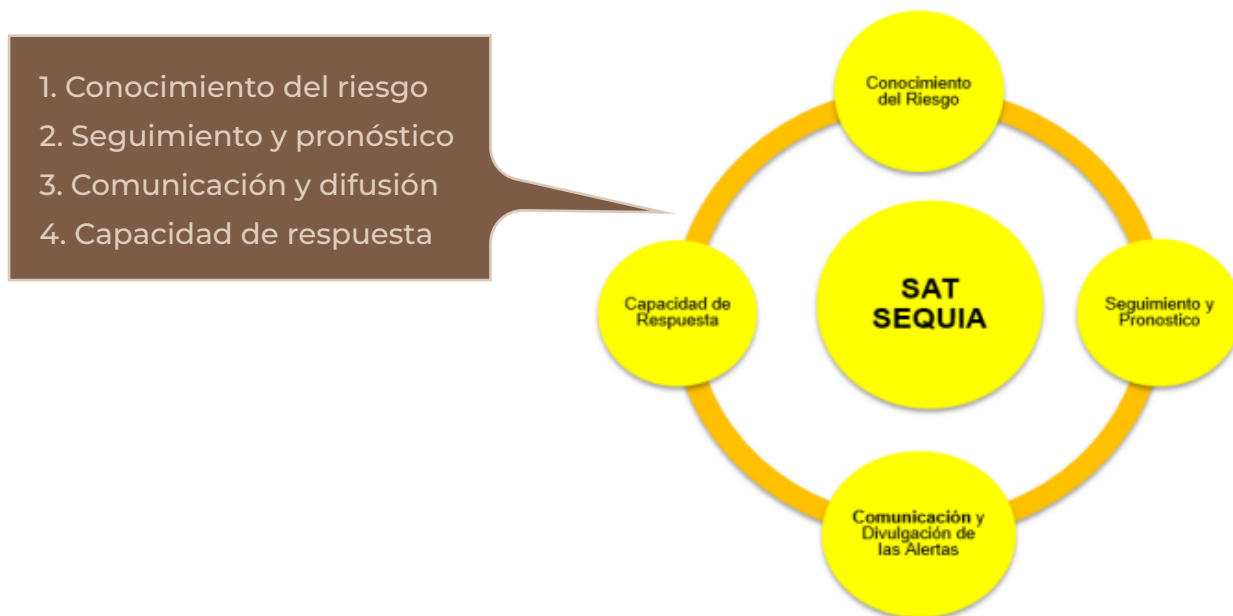 1. Conocimiento del riesgo
2. Seguimiento y pronóstico
3. Comunicación y difusión
4. Capacidad de respuesta
Conocimiento
del Riesgo
SAT
SEQUIA
Capacidad de
Respuesta
Seguimiento y
Pronostico
Comunicación y
Divulgación de
las Alertas